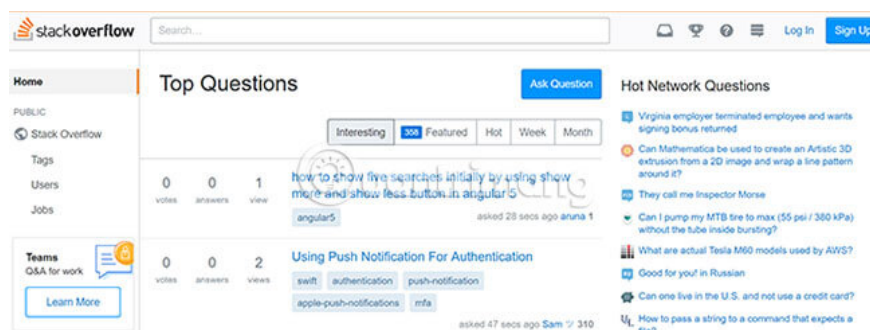 stackoverflow
Search...
Log In
Sign Up
Home
PUBLIC
Stack Overflow
Tags
Users
Jobs
Teams
Q&A for work
Learn More
Top Questions
Ask Question
Interesting
358 Featured
Hot
Week
Month
0 votes
0 answers
1 view
how to show five searches initially by using show
more and show less button in angular 5
angular5
asked 28 secs ago aruna 1
0 votes
0 answers
2 views
Using Push Notification For Authentication
swift authentication push-notification
apple-push-notifications mfa
asked 47 secs ago Sam ツ 310
Quantrimang
Hot Network Questions
Virginia employer terminated employee and wants
signing bonus returned
Can Mathematica be used to create an Artistic 3D
extrusion from a 2D image and wrap a line pattern
around it?
They call me Inspector Morse
Can I pump my MTB tire to max (55 psi / 380 kPa)
without the tube inside bursting?
What are actual Tesla M60 models used by AWS?
Good for you! in Russian
Can one live in the U.S. and not use a credit card?
How to pass a string to a command that expects a